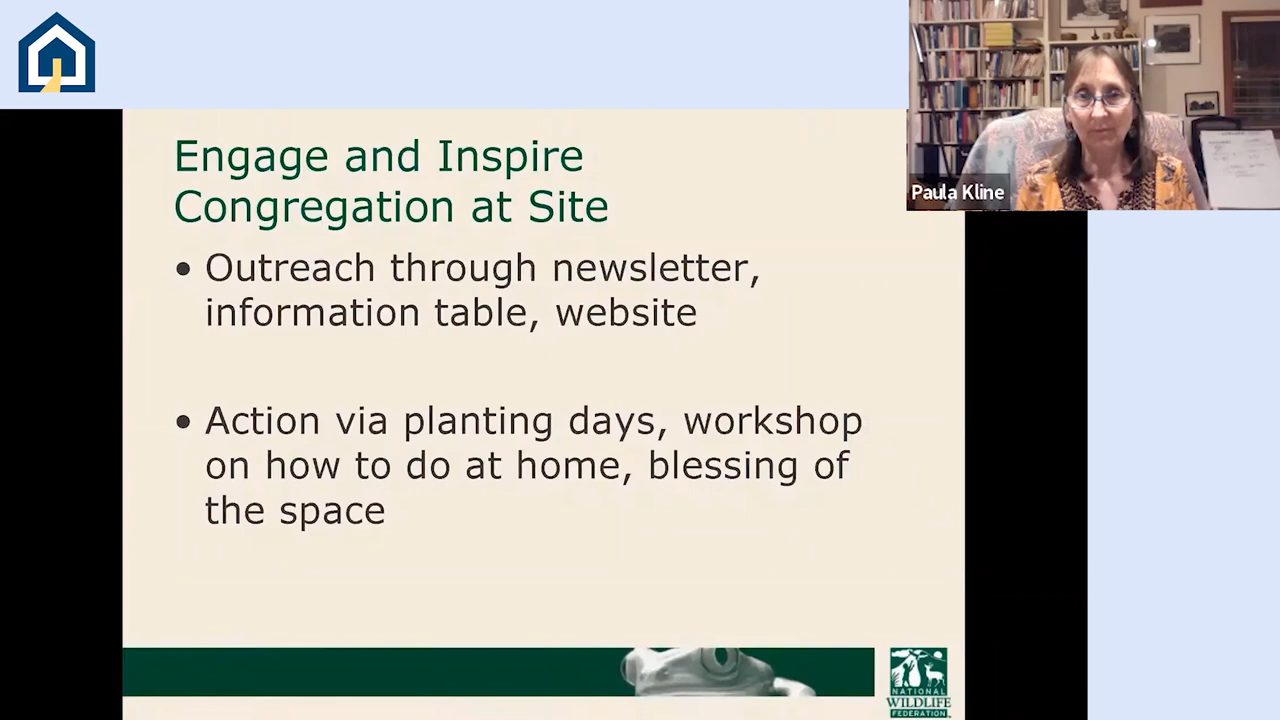 Engage and Inspire
Congregation at Site
• Outreach through newsletter,
information table, website
• Action via planting days, workshop
on how to do at home, blessing of
the space
Paula Kline
NATIONAL
WILDLIFE
FEDERATION